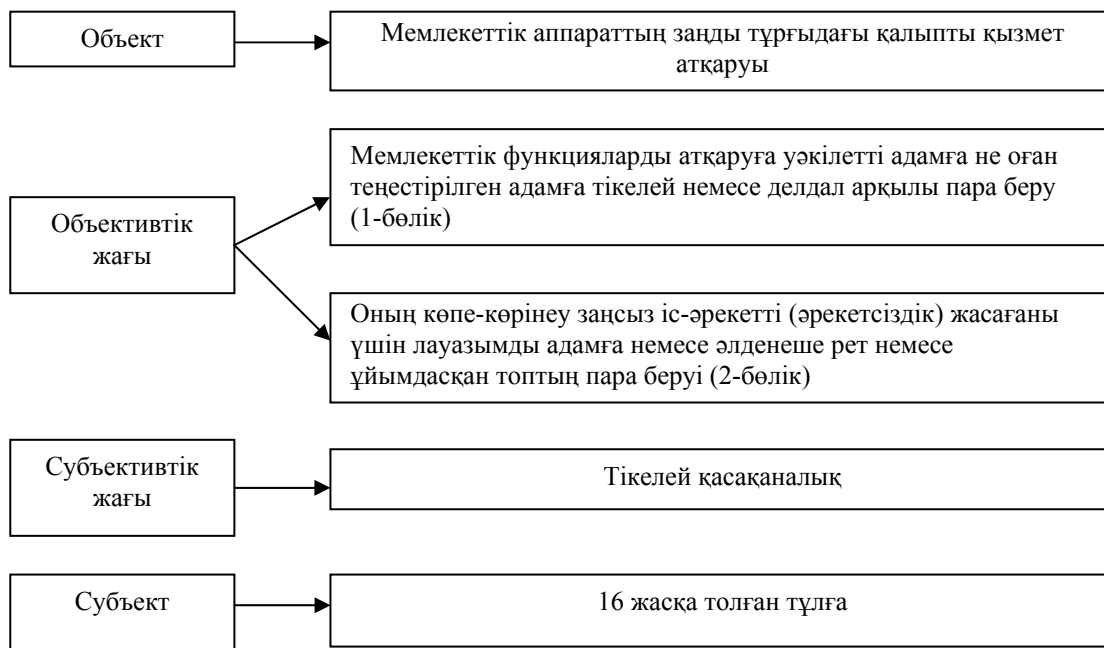 Объект
Мемлекеттік аппараттың заңды тұрғыдағы қалыпты қызмет
атқаруы
Объективтік
жағы
Мемлекеттік функцияларды атқаруға уәкілетті адамға не оған
теңестірілген адамға тікелей немесе делдал арқылы пара беру
(1-бөлік)
Оның көпе-көрінеу заңсыз іс-әрекетті (әрекетсіздік) жасағаны
үшін лауазымды адамға немесе әлденеше рет немесе
ұйымдасқан топтың пара беруі (2-бөлік)
Субъективтік
жағы
Тікелей қасақаналық
Субъект
16 жасқа толған тұлға